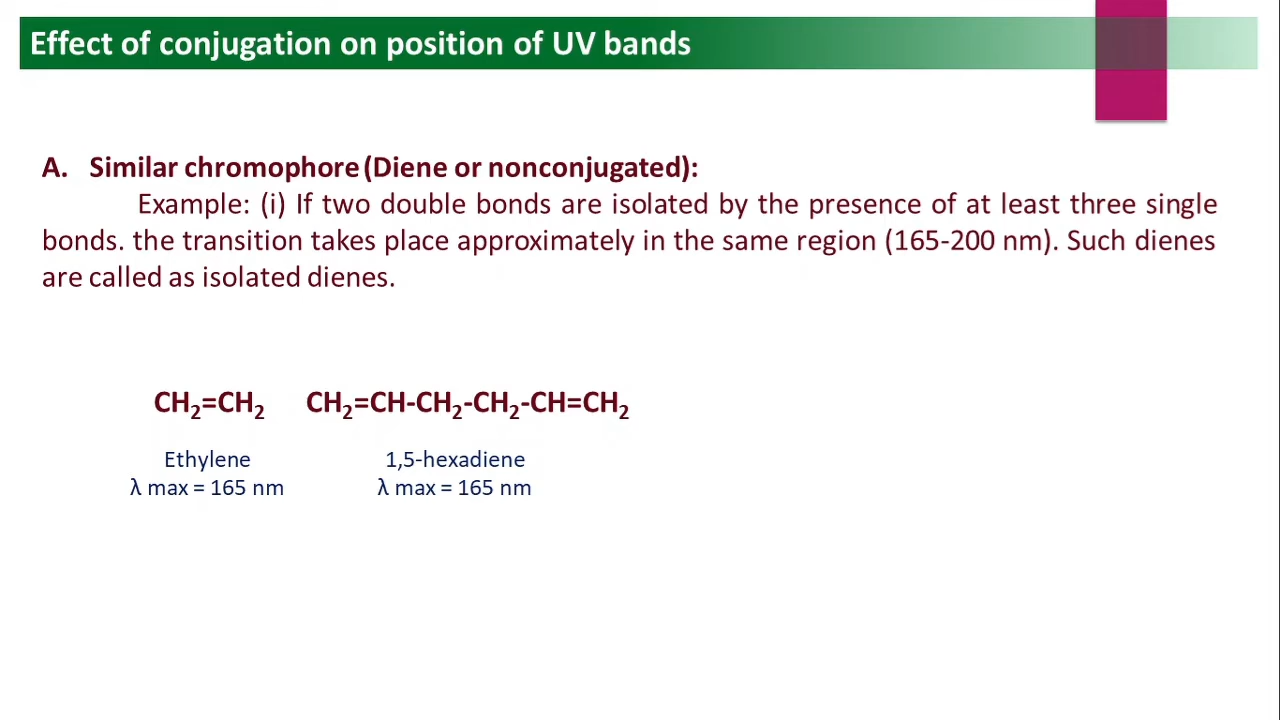 Effect of conjugation on position of UV bands
A. Similar chromophore (Diene or nonconjugated):
Example: (i) If two double bonds are isolated by the presence of at least three single
bonds. the transition takes place approximately in the same region (165-200 nm). Such dienes
are called as isolated dienes.
CH₂=CH₂ CH₂=CH-CH₂-CH₂-CH=CH₂
Ethylene 1,5-hexadiene
λ max = 165 nm λ max = 165 nm